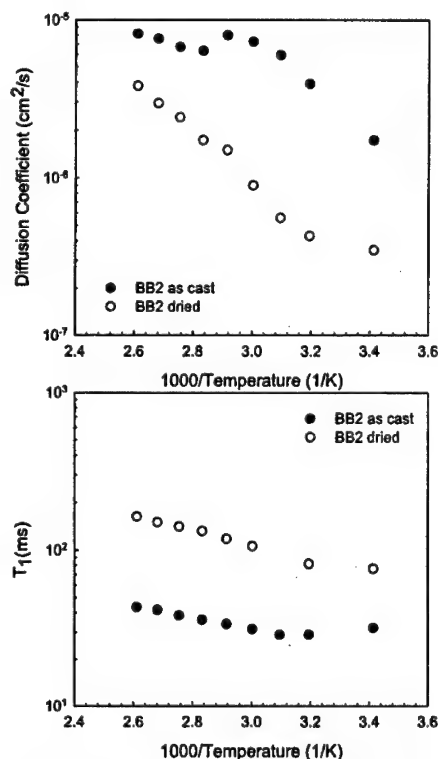 10-5
10-6
10-7
Diffusion Coefficient (cm2/s)
BB2 as cast
BB2 dried
2.4 2.6 2.8 3.0 3.2 3.4 3.6
1000/Temperature (1/K)
103
102
101
T1(ms)
BB2 as cast
BB2 dried
2.4 2.6 2.8 3.0 3.2 3.4 3.6
1000/Temperature (1/K)